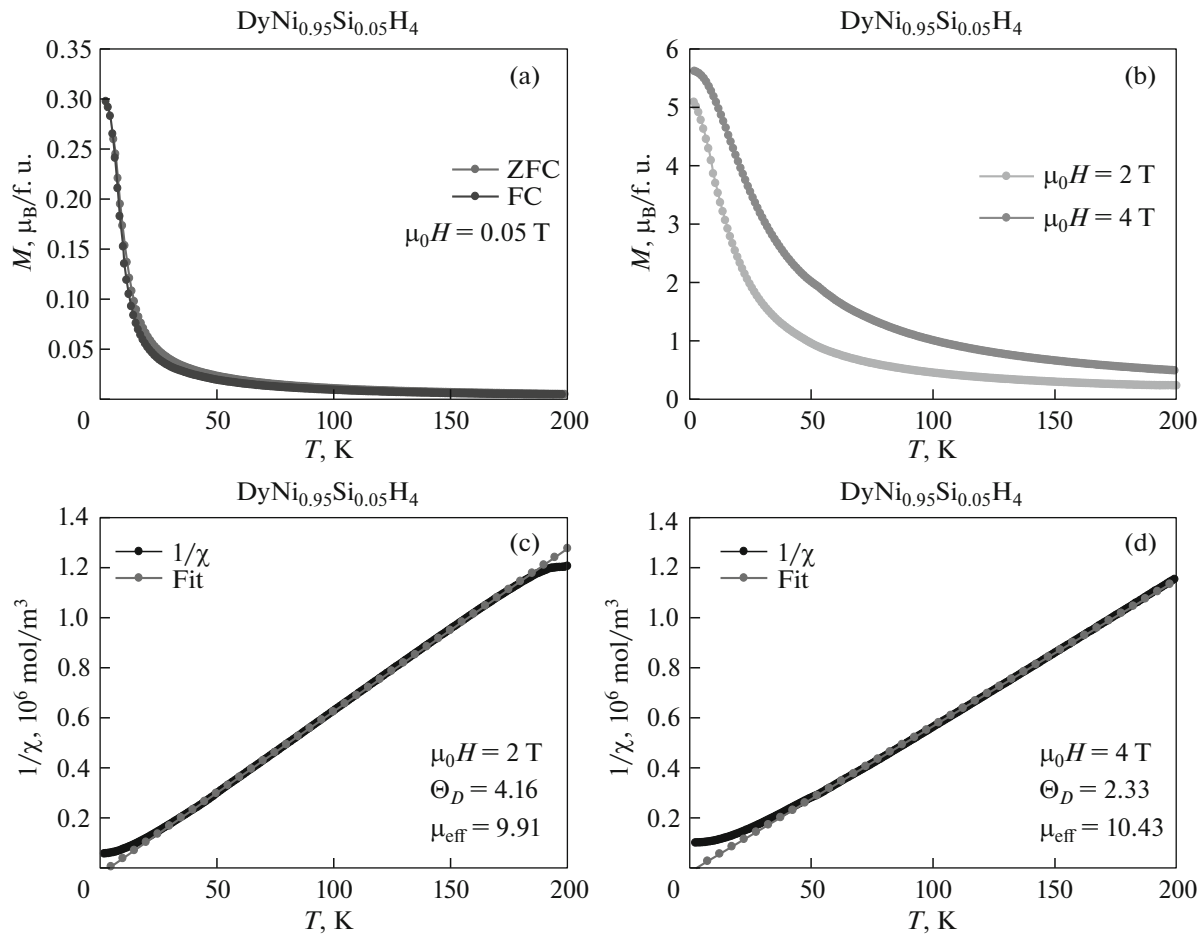 DyNi0.95Si0.05H4
(a)
M, μB/f. u.
0.35
0.30
0.25
0.20
0.15
0.10
0.05
0
50
100
150
200
T, K
ZFC
FC
μ0H = 0.05 T
DyNi0.95Si0.05H4
(b)
M, μB/f. u.
6
5
4
3
2
1
0
0
50
100
150
200
T, K
μ0H = 2 T
μ0H = 4 T
DyNi0.95Si0.05H4
(c)
1/χ, 10^6 mol/m^3
1.4
1.2
1.0
0.8
0.6
0.4
0.2
0
50
100
150
200
T, K
1/χ
Fit
μ0H = 2 T
ΘD = 4.16
μeff = 9.91
DyNi0.95Si0.05H4
(d)
1/χ, 10^6 mol/m^3
1.4
1.2
1.0
0.8
0.6
0.4
0.2
0
50
100
150
200
T, K
1/χ
Fit
μ0H = 4 T
ΘD = 2.33
μeff = 10.43